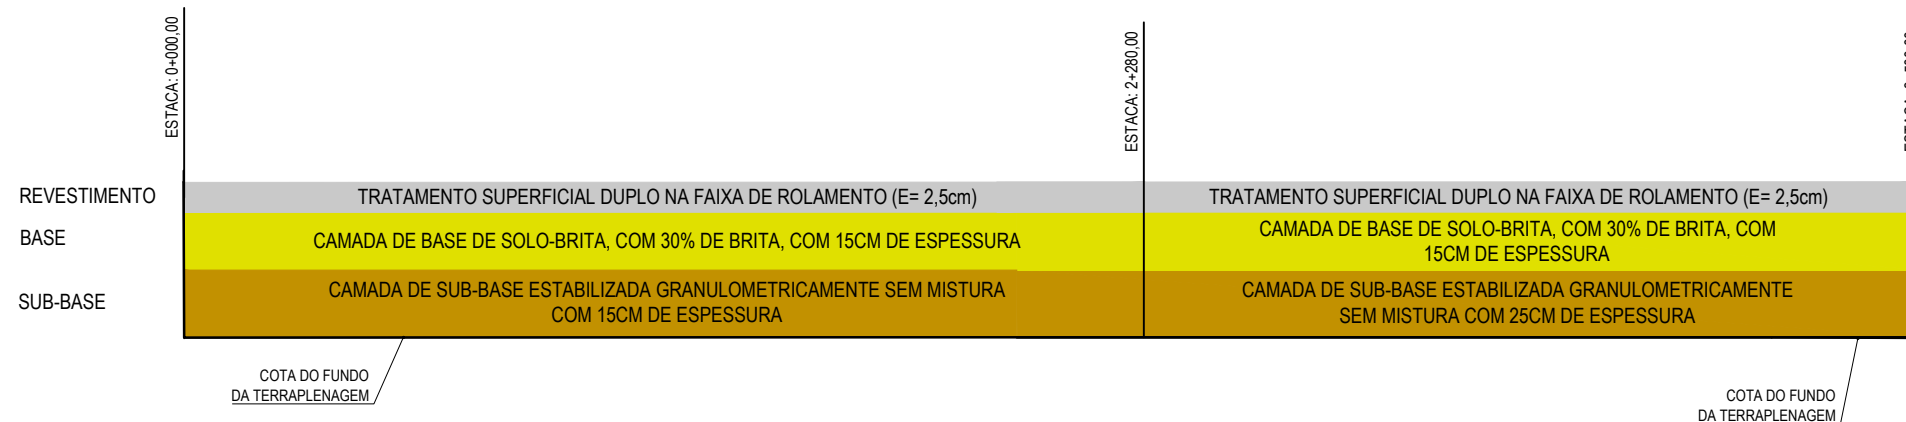 ESTACA: 0+000,00
ESTACA: 2+280,00
REVESTIMENTO
TRATAMENTO SUPERFICIAL DUPLO NA FAIXA DE ROLAMENTO (E= 2,5cm)
TRATAMENTO SUPERFICIAL DUPLO NA FAIXA DE ROLAMENTO (E= 2,5cm)
BASE
CAMADA DE BASE DE SOLO-BRITA, COM 30% DE BRITA, COM 15CM DE ESPESSURA
CAMADA DE BASE DE SOLO-BRITA, COM 30% DE BRITA, COM
15CM DE ESPESSURA
SUB-BASE
CAMADA DE SUB-BASE ESTABILIZADA GRANULOMETRICAMENTE SEM MISTURA
COM 15CM DE ESPESSURA
CAMADA DE SUB-BASE ESTABILIZADA GRANULOMETRICAMENTE
SEM MISTURA COM 25CM DE ESPESSURA
COTA DO FUNDO
DA TERRAPLENAGEM
COTA DO FUNDO
DA TERRAPLENAGEM